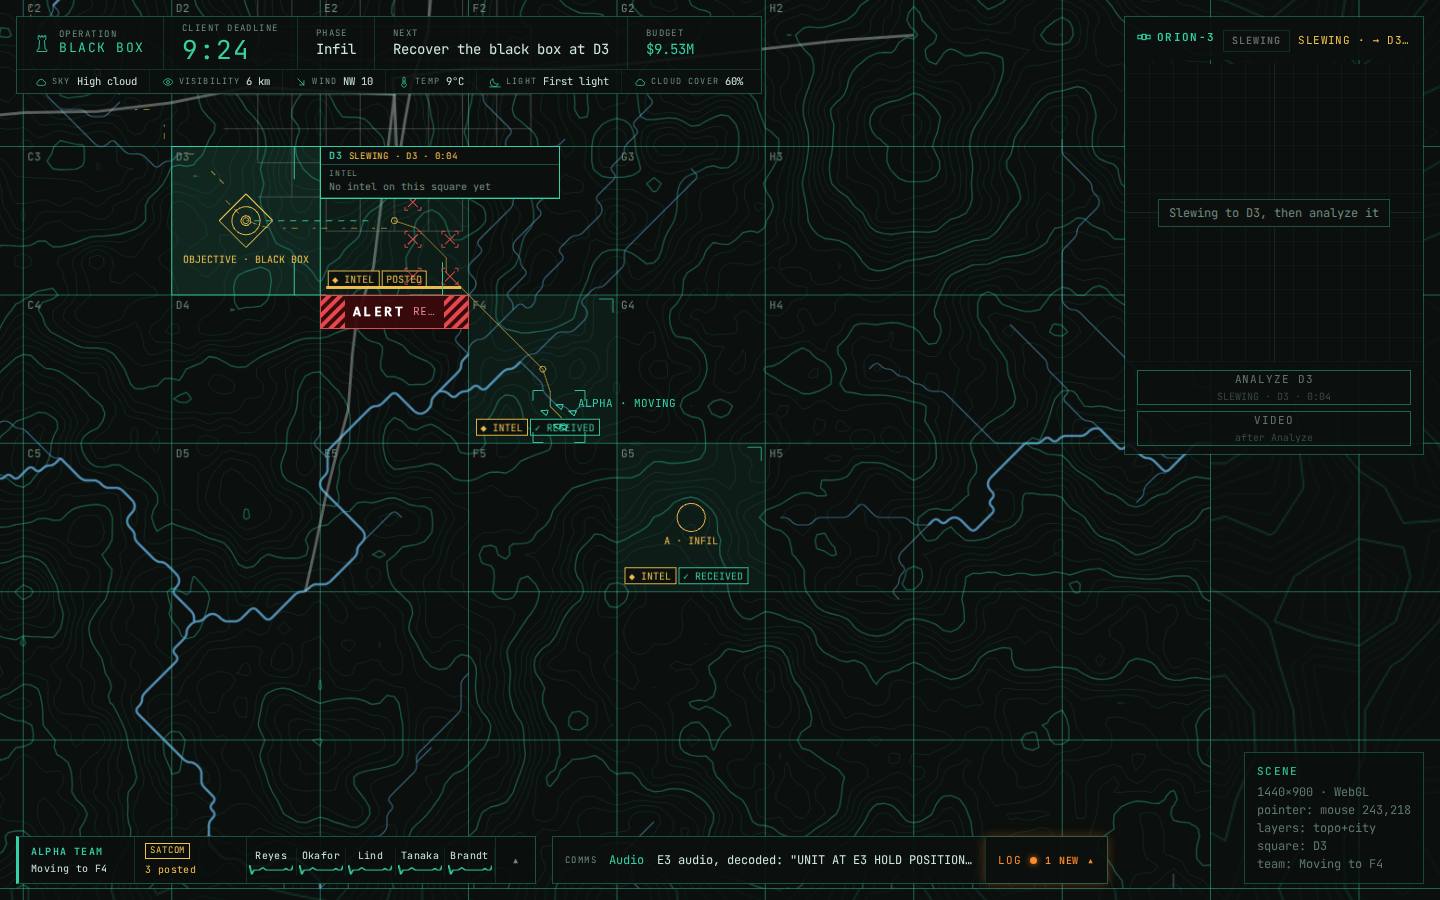 C2
D2
E2
F2
G2
H2
OPERATION
BLACK BOX
CLIENT DEADLINE
9:24
PHASE
Infil
NEXT
Recover the black box at D3
BUDGET
$9.53M
SKY High cloud
VISIBILITY 6 km
WIND NW 10
TEMP 9°C
LIGHT First light
CLOUD COVER 60%
ORION-3
SLEWING
SLEWING · → D3…
C3
D3
G3
H3
D3 SLEWING · D3 · 0:04
INTEL
No intel on this square yet
Slewing to D3, then analyze it
OBJECTIVE · BLACK BOX
◆ INTEL
POSTED
C4
D4
F4
G4
H4
ALERT RE…
ANALYZE D3
SLEWING · D3 · 0:04
VIDEO
after Analyze
ALPHA · MOVING
◆ INTEL
✓ RECEIVED
C5
D5
E5
F5
G5
H5
A · INFIL
◆ INTEL
✓ RECEIVED
SCENE
1440×900 · WebGL
pointer: mouse 243,218
layers: topo+city
square: D3
team: Moving to F4
ALPHA TEAM
Moving to F4
SATCOM
3 posted
Reyes
Okafor
Lind
Tanaka
Brandt
COMMS Audio E3 audio, decoded: "UNIT AT E3 HOLD POSITION…
LOG 1 NEW